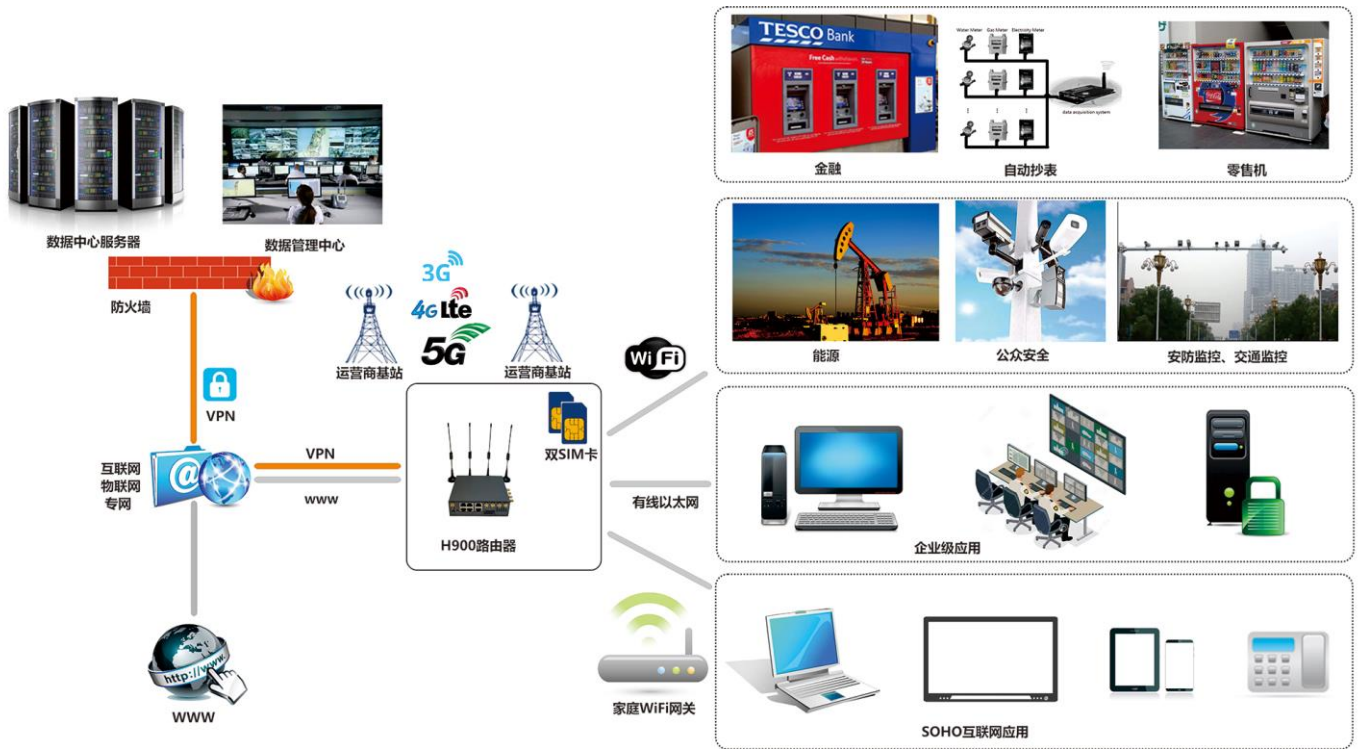 TESCO Bank
Free Cash
Water Meter
Gas Meter
Electricity Meter
data acquisition system
金融
自动抄表
零售机
数据中心服务器
数据管理中心
防火墙
3G
4G Lte
5G
运营商基站
运营商基站
WiFi
能源
公众安全
安防监控、交通监控
VPN
双SIM卡
互联网
物联网
专网
@
VPN
www
H900路由器
有线以太网
企业级应用
http://www.
WWW
家庭WiFi网关
SOHO互联网应用